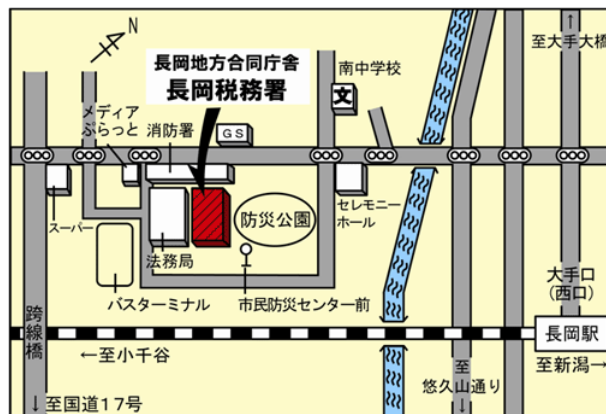 N
至大手大橋
長岡地方合同庁舎
長岡税務署
南中学校
文
メディア
ぷらっと
消防署
GS
スーパー
法務局
防災公園
セレモニー
ホール
バスターミナル
市民防災センター前
大手口
(西口)
跨線橋
長岡駅
←至小千谷
至新潟→
至
悠久山通り
↓至国道17号